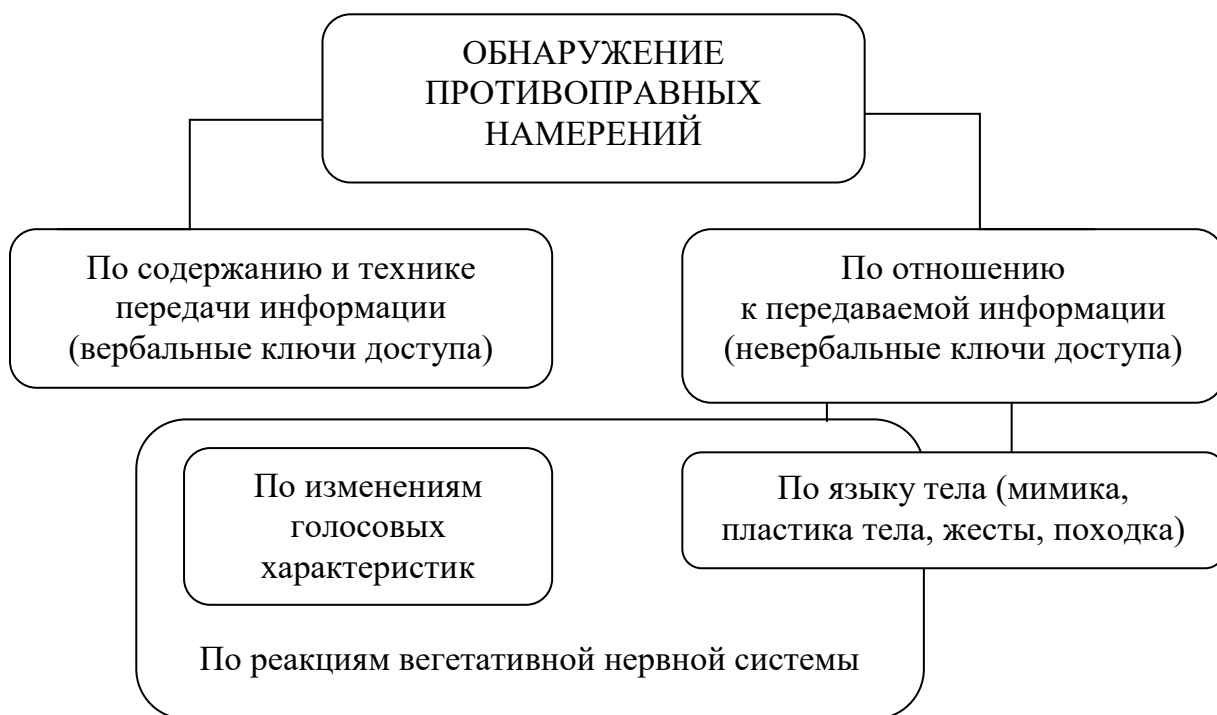 ОБНАРУЖЕНИЕ
ПРОТИВОПРАВНЫХ
НАМЕРЕНИЙ
По содержанию и технике
передачи информации
(вербальные ключи доступа)
По отношению
к передаваемой информации
(невербальные ключи доступа)
По изменениям
голосовых
характеристик
По языку тела (мимика,
пластика тела, жесты, походка)
По реакциям вегетативной нервной системы